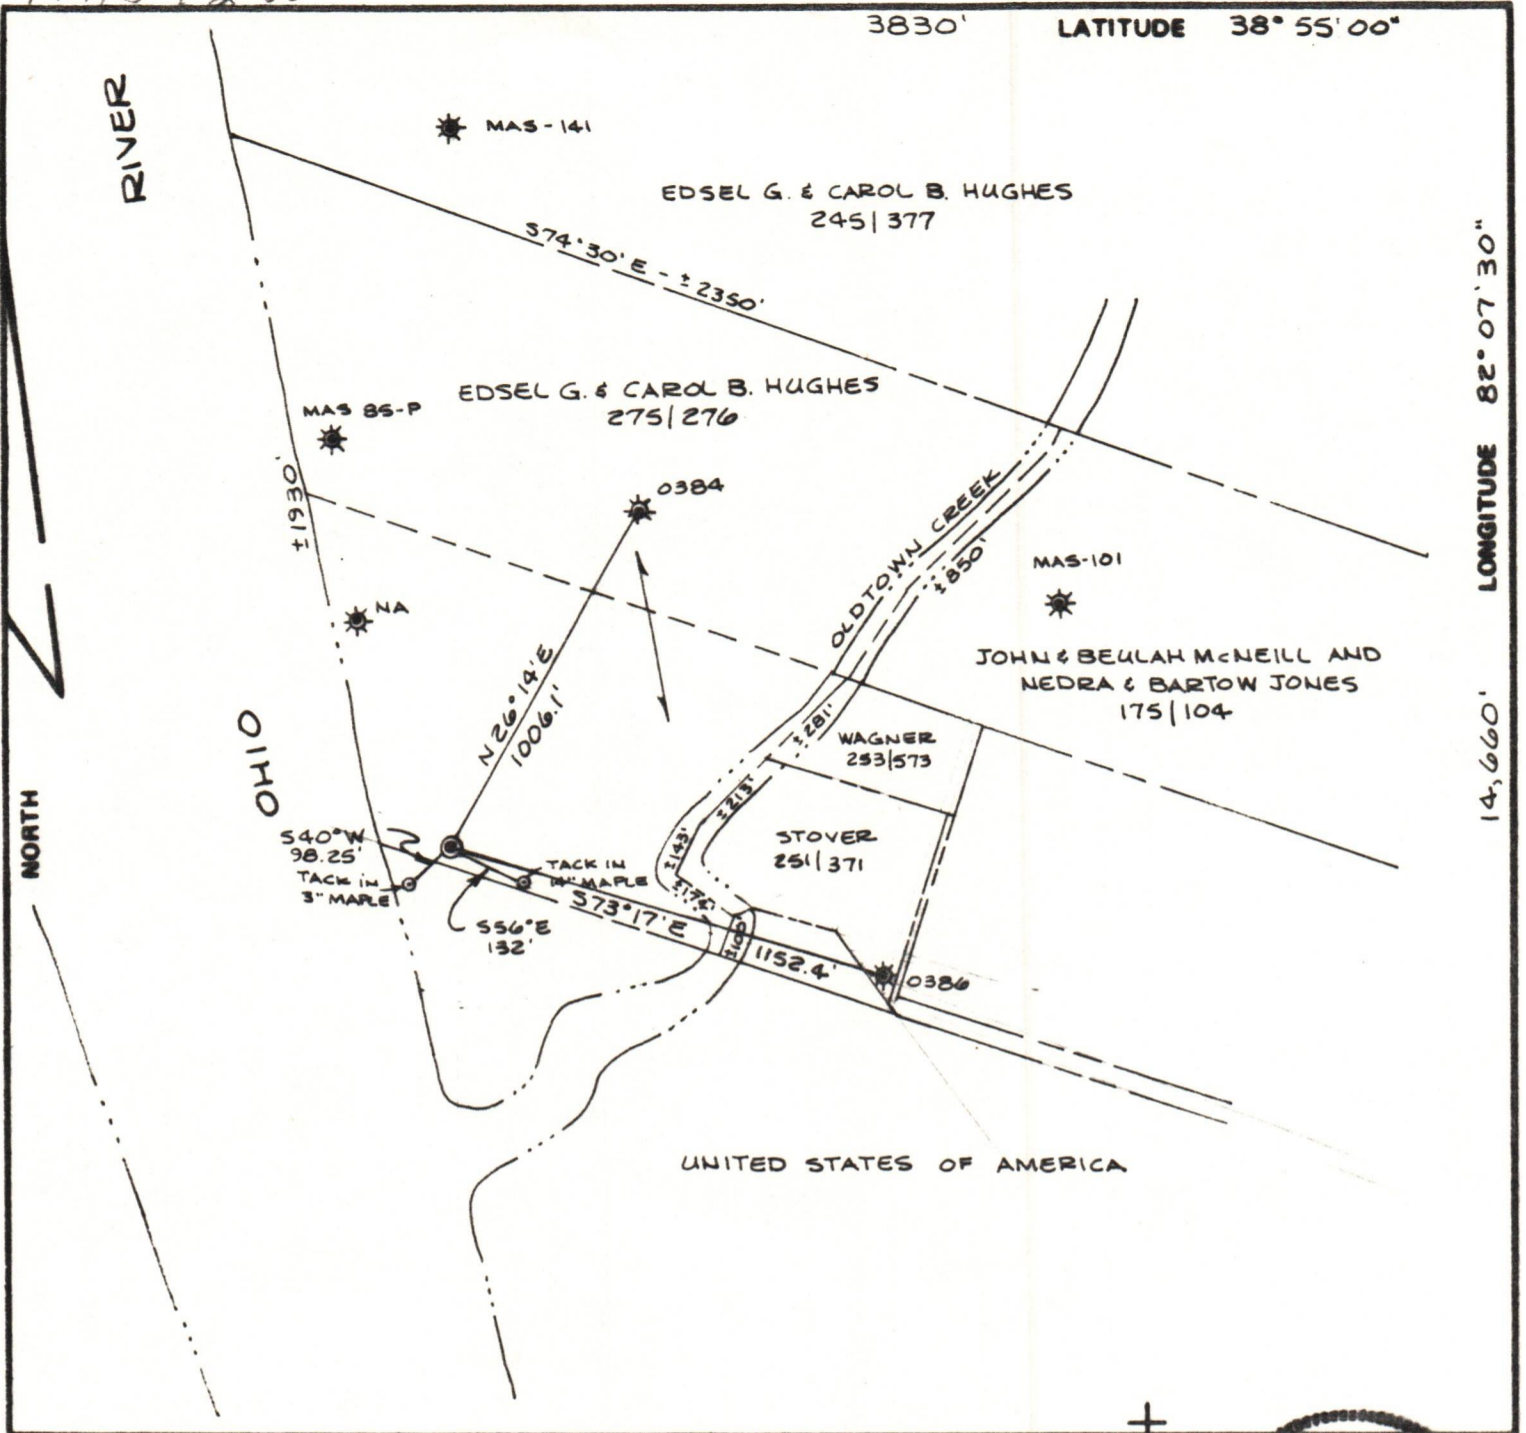 3830' LATITUDE 38° 55' 00"
RIVER
MAS-141
EDSEL G. & CAROL B. HUGHES
245|377
S74°30'E - ±2350'
LONGITUDE 82° 07' 30"
14,660'
EDSEL G. & CAROL B. HUGHES
275|276
MAS 85-P
±1930'
0384
OLDTOWN CREEK
±850'
MAS-101
NA
JOHN & BEULAH McNEILL AND
NEDRA & BARTOW JONES
175|104
N26°14'E
1006.1'
±281'
WAGNER
253|573
OHIO
±213'
NORTH
S40°W
98.25'
TACK IN
3" MAPLE
TACK IN
14" MAPLE
±143'
STOVER
251|371
S56°E
132'
S73°17'E
±100'
1152.4'
0386
UNITED STATES OF AMERICA